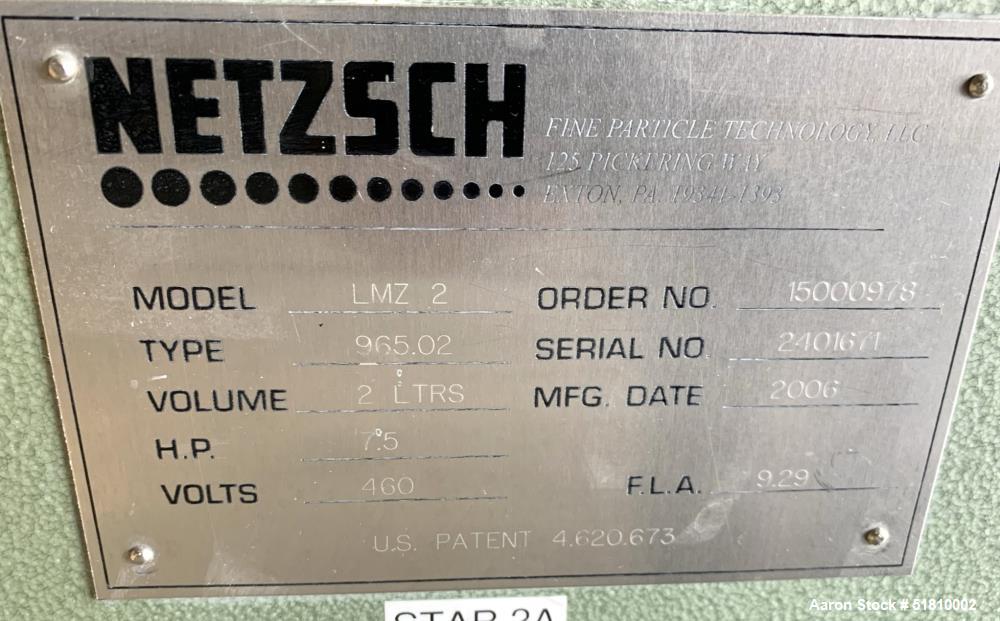 NETZSCH
FINE PARTICLE TECHNOLOGY, LLC
125 PICKERING WAY
EXTON, PA. 19341-1393
MODEL LMZ 2 ORDER NO. 15000978
TYPE 965.02 SERIAL NO. 2401671
VOLUME 2 LTRS MFG. DATE 2006
H.P. 7.5
VOLTS 460 F.L.A. 9.29
U.S. PATENT 4.620.673
STAR 2A
Aaron Stock # 51810002